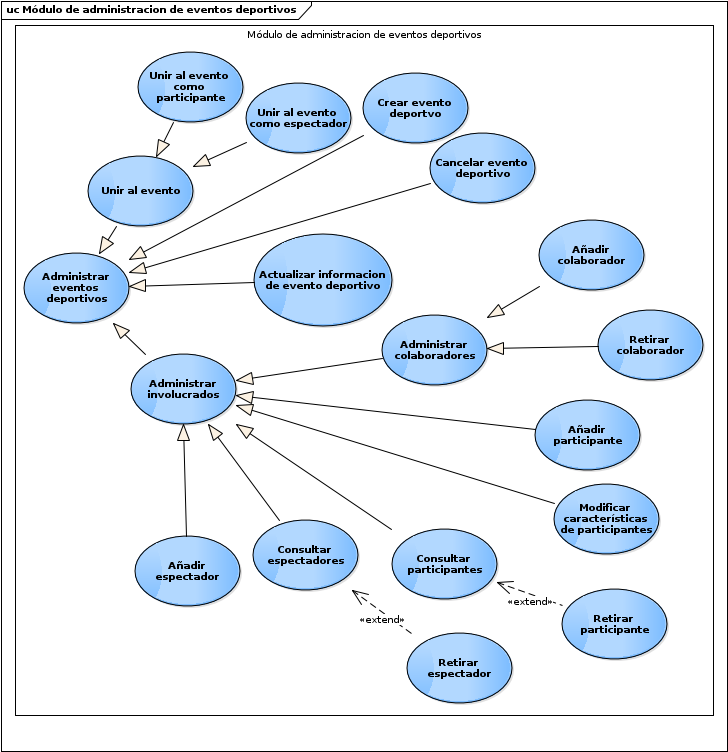 uc Módulo de administracion de eventos deportivos
Módulo de administracion de eventos deportivos
Unir al evento
como
participante
Unir al evento
como espectador
Crear evento
deportvo
Cancelar evento
deportivo
Unir al evento
Añadir
colaborador
Administrar
eventos
deportivos
Actualizar informacion
de evento deportivo
Administrar
colaboradores
Retirar
colaborador
Administrar
involucrados
Añadir
participante
Modificar
características
de participantes
Añadir
espectador
Consultar
espectadores
Consultar
participantes
«extend»
«extend»
Retirar
participante
Retirar
espectador